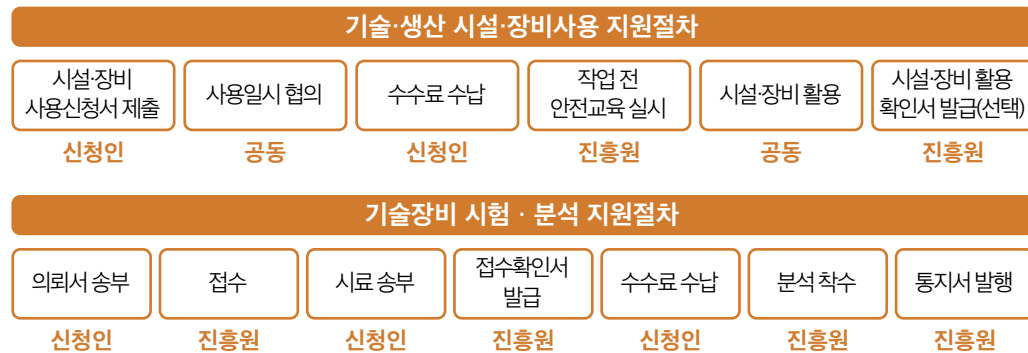 기술·생산 시설·장비사용 지원절차
시설·장비
사용신청서 제출
사용일시 협의
수수료 수납
작업 전
안전교육 실시
시설·장비 활용
시설·장비 활용
확인서 발급(선택)
신청인
공동
신청인
진흥원
공동
진흥원
기술장비 시험 · 분석 지원절차
의뢰서 송부
접수
시료 송부
접수확인서
발급
수수료 수납
분석 착수
통지서 발행
신청인
진흥원
신청인
진흥원
신청인
진흥원
진흥원